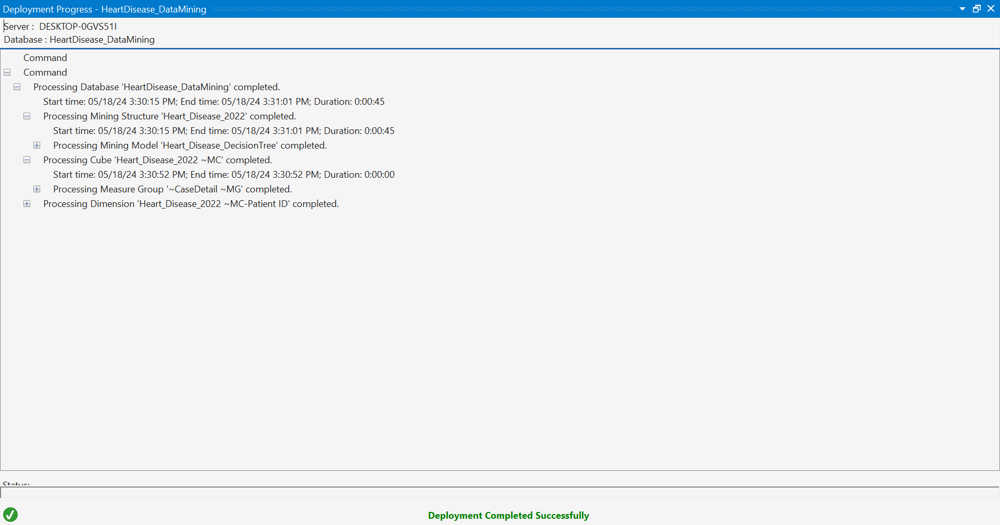 Deployment Progress - HeartDisease_DataMining
Server :  DESKTOP-0GVS51I
Database : HeartDisease_DataMining
Command
Command
Processing Database 'HeartDisease_DataMining' completed.
Start time: 05/18/24 3:30:15 PM; End time: 05/18/24 3:31:01 PM; Duration: 0:00:45
Processing Mining Structure 'Heart_Disease_2022' completed.
Start time: 05/18/24 3:30:15 PM; End time: 05/18/24 3:31:01 PM; Duration: 0:00:45
Processing Mining Model 'Heart_Disease_DecisionTree' completed.
Processing Cube 'Heart_Disease_2022 ~MC' completed.
Start time: 05/18/24 3:30:52 PM; End time: 05/18/24 3:30:52 PM; Duration: 0:00:00
Processing Measure Group '~CaseDetail ~MG' completed.
Processing Dimension 'Heart_Disease_2022 ~MC-Patient ID' completed.
Status:
Deployment Completed Successfully